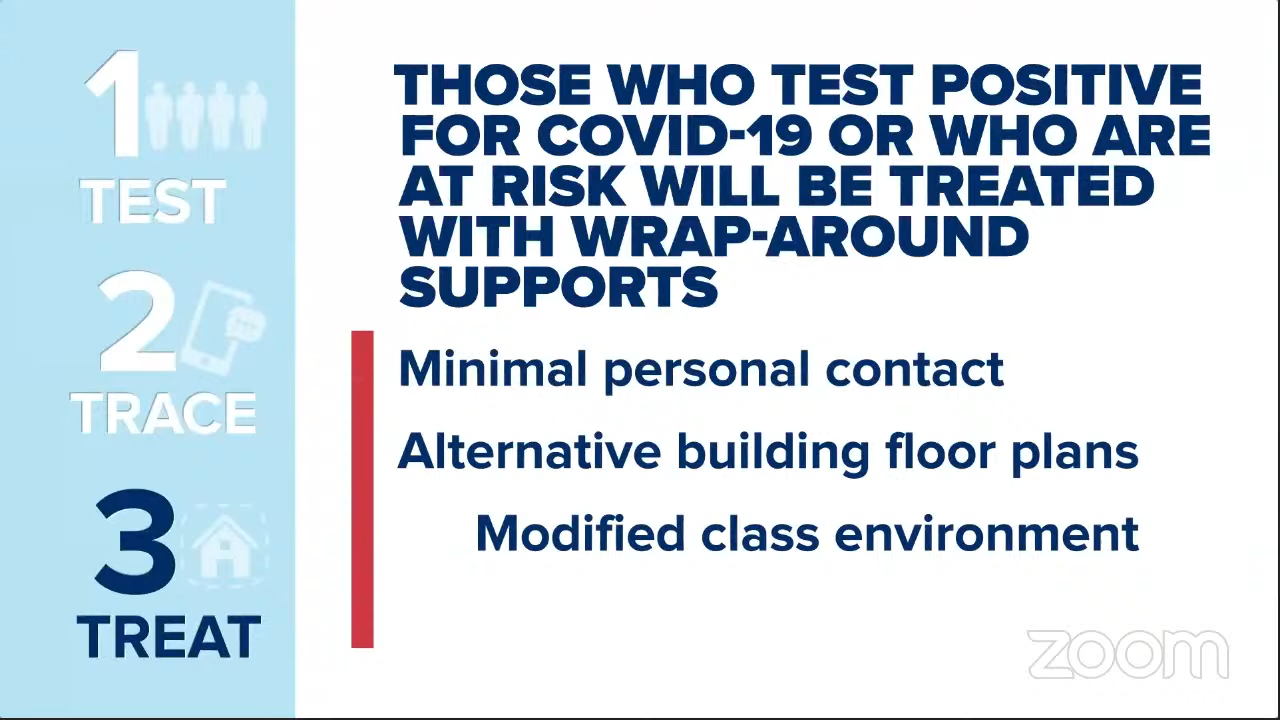 1
TEST
2
TRACE
3
TREAT
THOSE WHO TEST POSITIVE
FOR COVID-19 OR WHO ARE
AT RISK WILL BE TREATED
WITH WRAP-AROUND
SUPPORTS
Minimal personal contact
Alternative building floor plans
Modified class environment
zoom